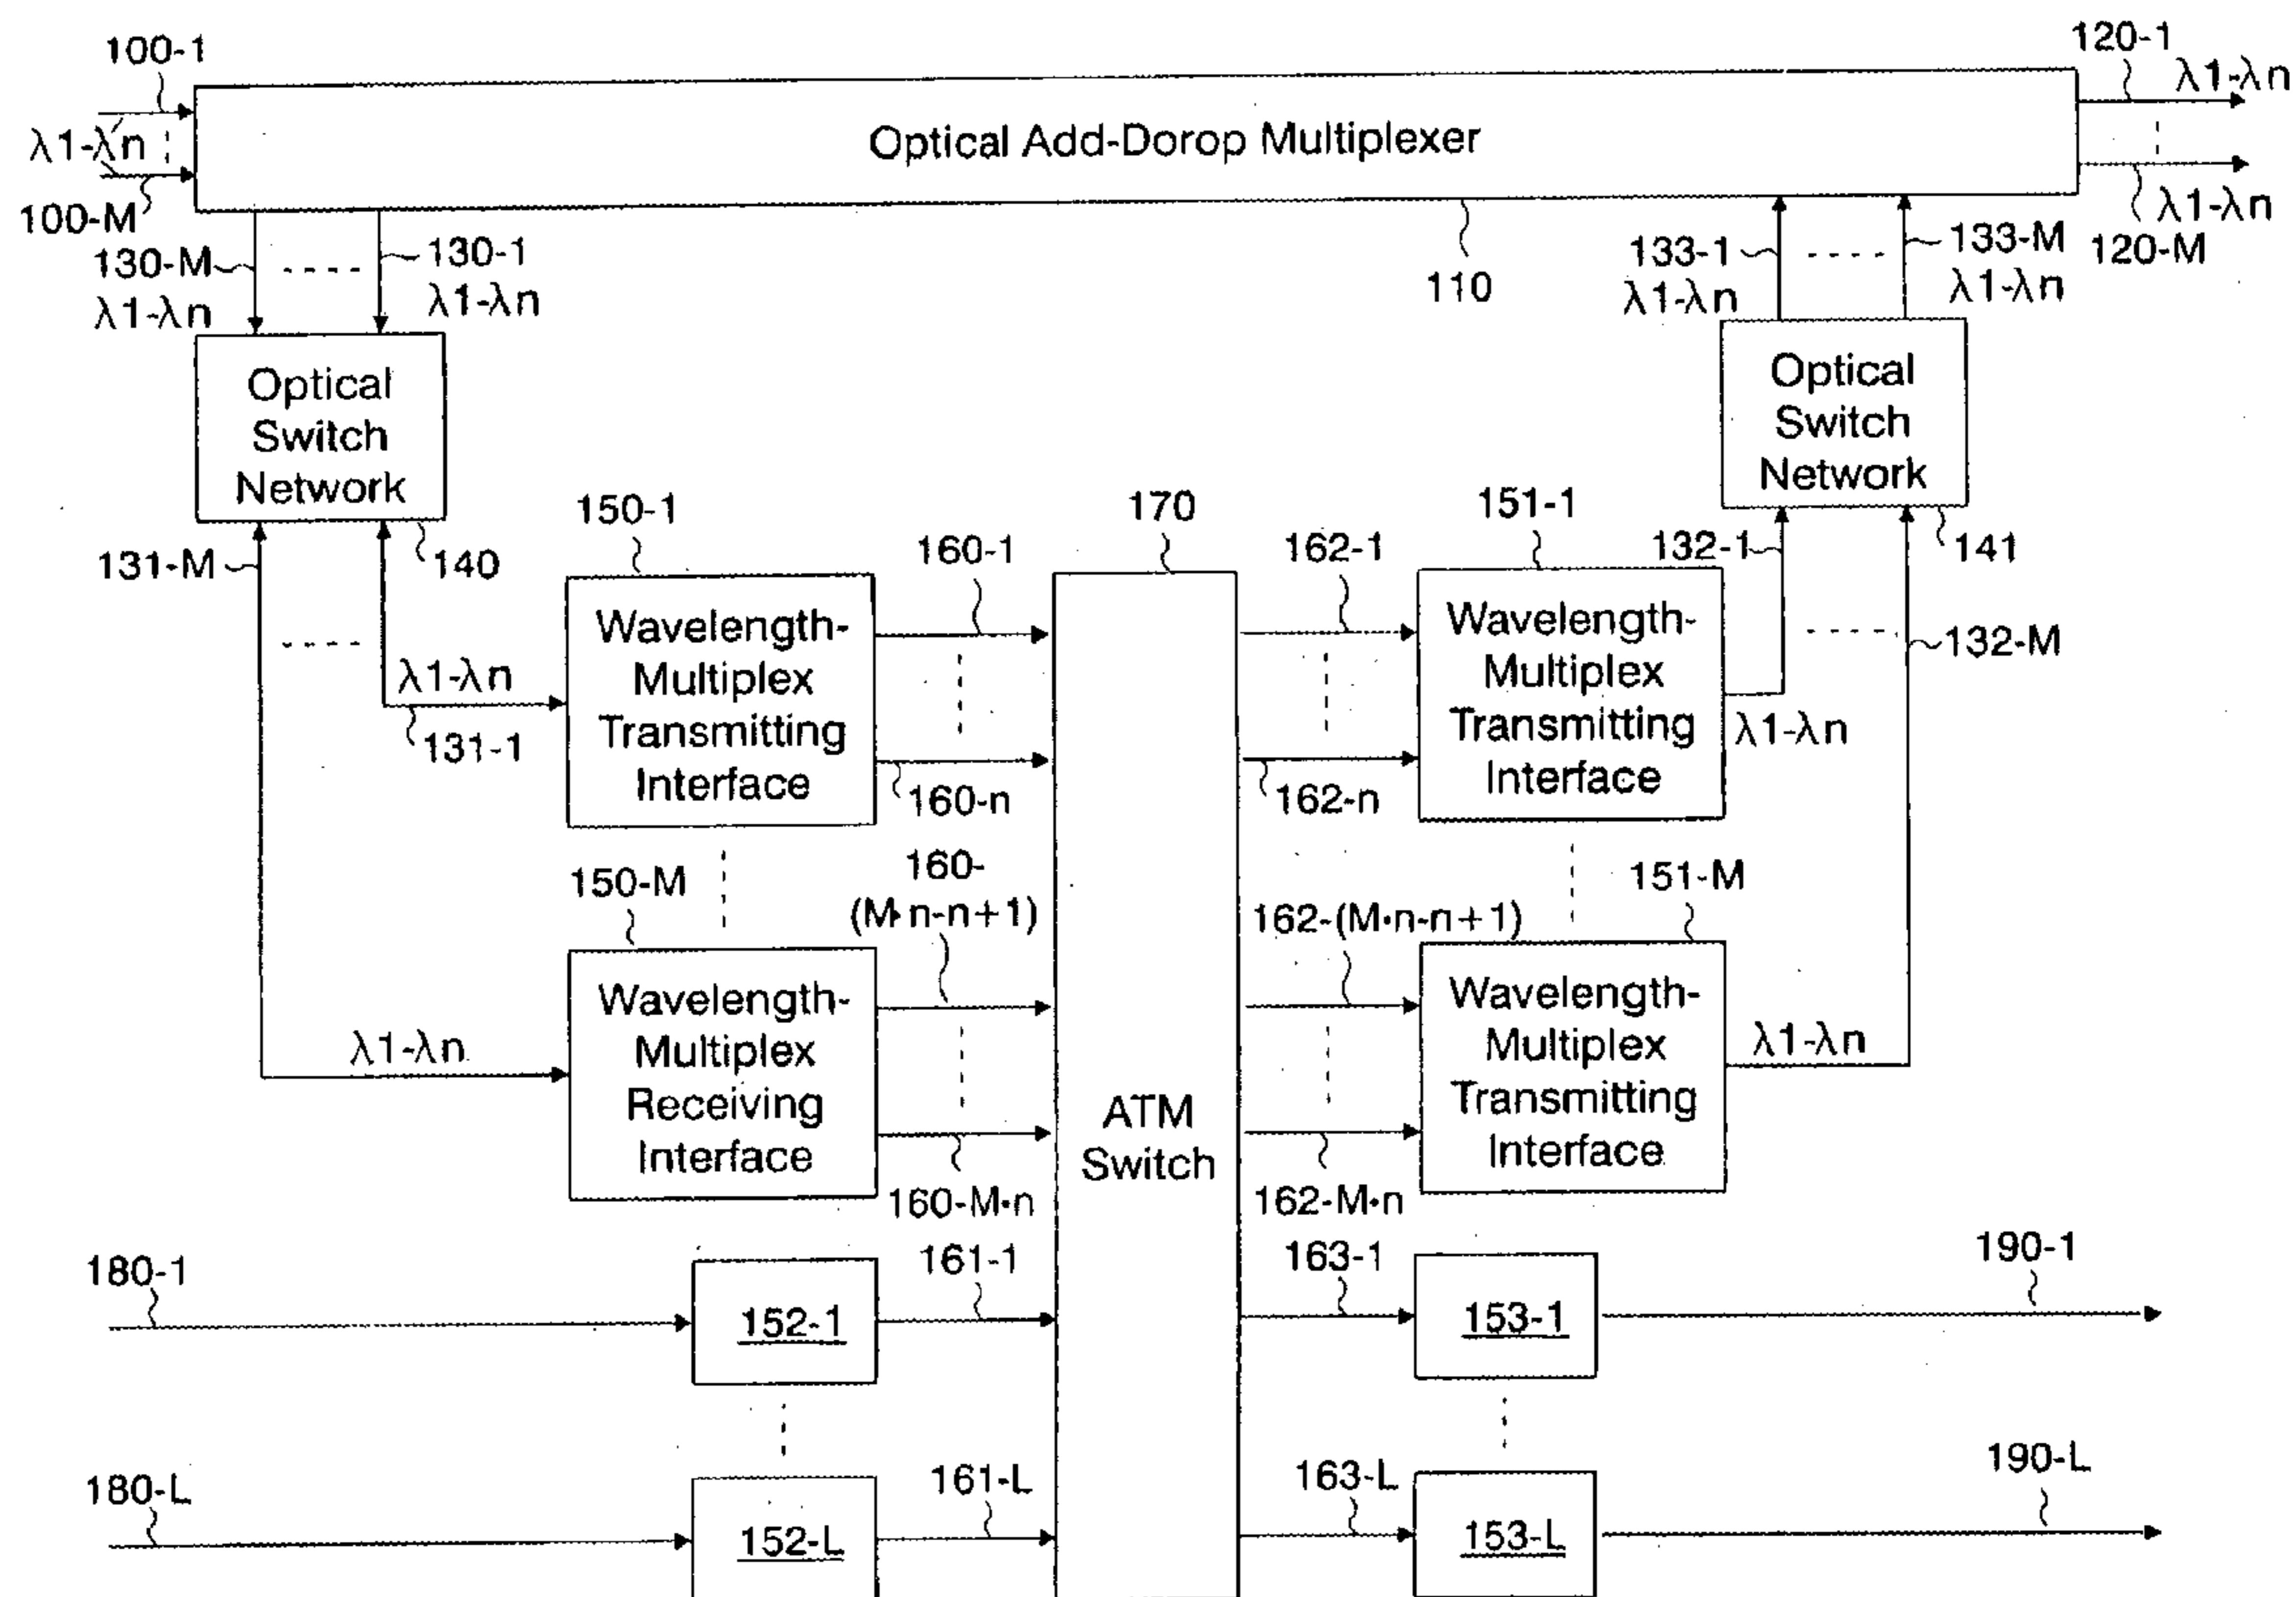 100-1
120-1
λ1-λn
λ1-λn
Optical Add-Dorop Multiplexer
100-M
λ1-λn
120-M
130-M
λ1-λn
130-1
λ1-λn
110
133-1
λ1-λn
133-M
λ1-λn
Optical
Switch
Network
Optical
Switch
Network
131-M
140
150-1
160-1
170
162-1
151-1
132-1
141
132-M
λ1-λn
131-1
Wavelength-
Multiplex
Transmitting
Interface
160-n
162-n
Wavelength-
Multiplex
Transmitting
Interface
λ1-λn
150-M
160-
(M·n-n+1)
162-(M·n-n+1)
151-M
λ1-λn
Wavelength-
Multiplex
Receiving
Interface
160-M·n
ATM
Switch
162-M·n
Wavelength-
Multiplex
Transmitting
Interface
λ1-λn
180-1
152-1
161-1
163-1
153-1
190-1
180-L
152-L
161-L
163-L
153-L
190-L